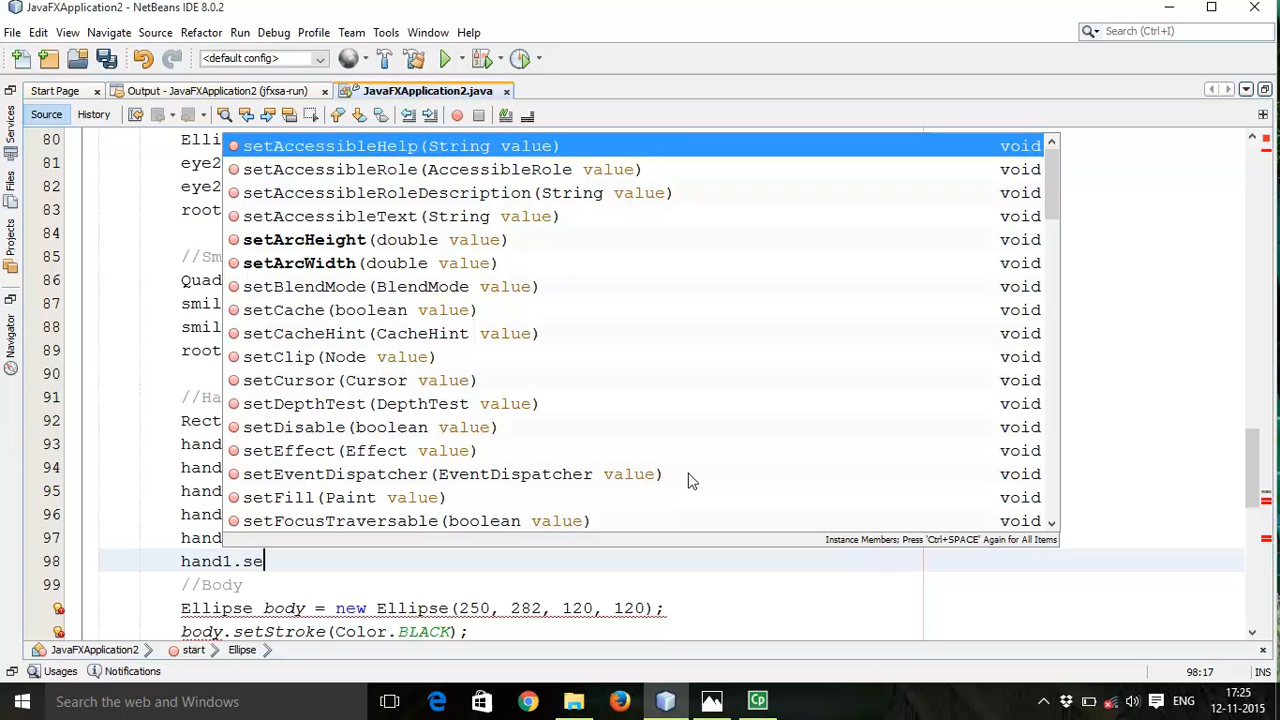 JavaFXApplication2 - NetBeans IDE 8.0.2
File Edit View Navigate Source Refactor Run Debug Profile Team Tools Window Help
Search (Ctrl+I)
<default config>
Start Page Output - JavaFXApplication2 (jfxsa-run) JavaFXApplication2.java
Source History
Services
Files
Projects
Navigator
80 Elli
81 eye2
82 eye2
83 root
84
85 //Sm
86 Quad
87 smil
88 smil
89 root
90
91 //Ha
92 Rect
93 hand
94 hand
95 hand
96 hand
97 hand
98 hand1.se
99 //Body
Ellipse body = new Ellipse(250, 282, 120, 120);
body.setStroke(Color.BLACK);
setAccessibleHelp(String value) void
setAccessibleRole(AccessibleRole value) void
setAccessibleRoleDescription(String value) void
setAccessibleText(String value) void
setArcHeight(double value) void
setArcWidth(double value) void
setBlendMode(BlendMode value) void
setCache(boolean value) void
setCacheHint(CacheHint value) void
setClip(Node value) void
setCursor(Cursor value) void
setDepthTest(DepthTest value) void
setDisable(boolean value) void
setEffect(Effect value) void
setEventDispatcher(EventDispatcher value) void
setFill(Paint value) void
setFocusTraversable(boolean value) void
Instance Members; Press 'Ctrl+SPACE' Again for All Items
JavaFXApplication2 start Ellipse
Usages Notifications 98:17 INS
Search the web and Windows
ENG
17:25
12-11-2015